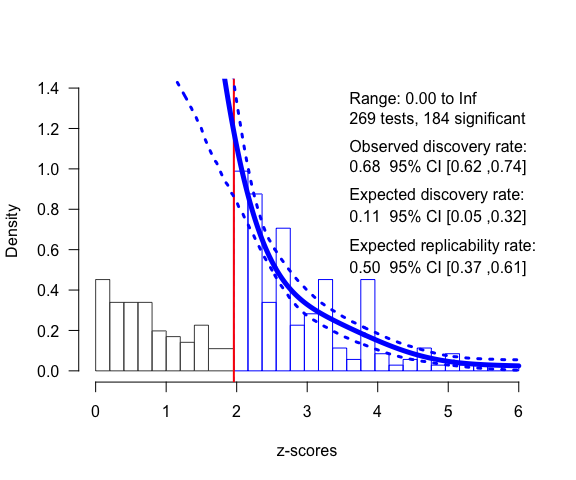 Range: 0.00 to Inf
269 tests, 184 significant
Observed discovery rate:
0.68 95% CI [0.62 ,0.74]
Expected discovery rate:
0.11 95% CI [0.05 ,0.32]
Expected replicability rate:
0.50 95% CI [0.37 ,0.61]
Density
1.4
1.2
1.0
0.8
0.6
0.4
0.2
0.0
0 1 2 3 4 5 6
z-scores